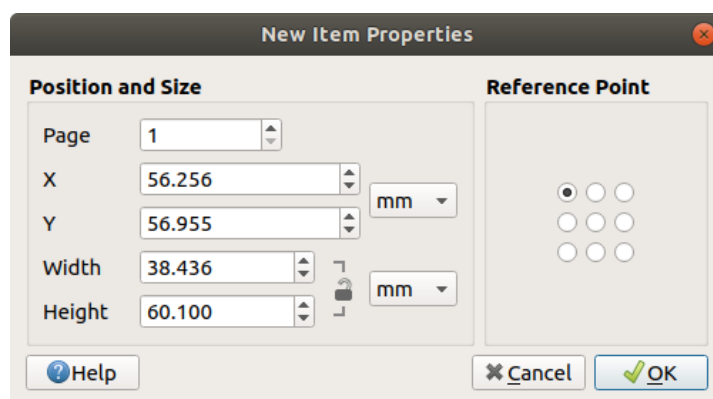 New Item Properties
Position and Size
Reference Point
Page 1
X 56.256
mm
Y 56.955
Width 38.436
mm
Height 60.100
Help
Cancel
OK